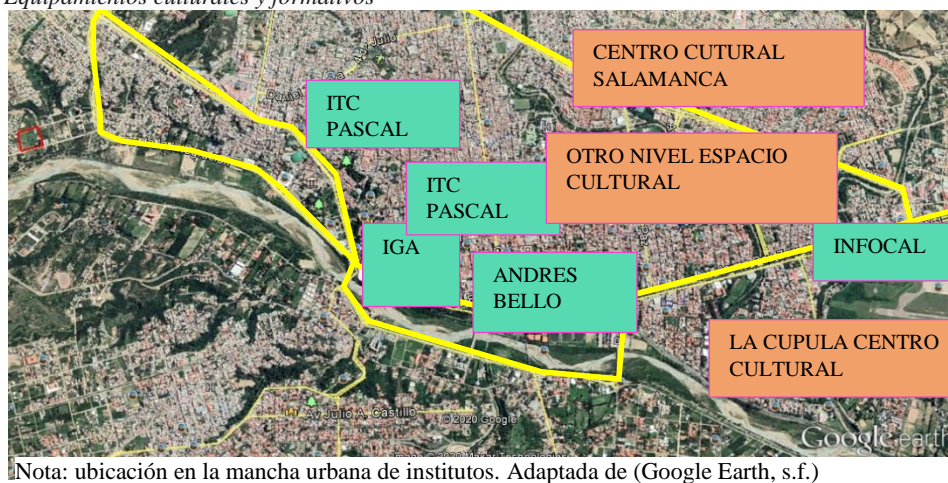 Equipamientos culturales y formativos
CENTRO CUTURAL
SALAMANCA
ITC
PASCAL
OTRO NIVEL ESPACIO
CULTURAL
ITC
PASCAL
IGA
INFOCAL
ANDRES
BELLO
LA CUPULA CENTRO
CULTURAL
Av Julio A. Castillo
© 2020 Google
Google earth
Nota: ubicación en la mancha urbana de institutos. Adaptada de (Google Earth, s.f.)